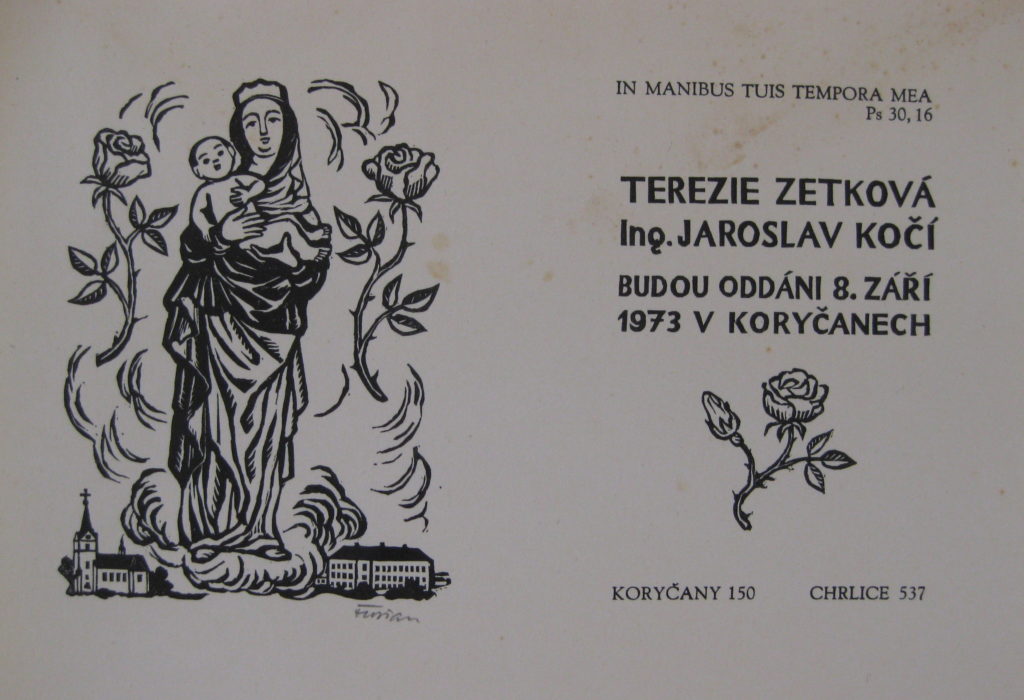 IN MANIBUS TUIS TEMPORA MEA
Ps 30, 16
TEREZIE ZETKOVÁ
Ing. JAROSLAV KOČÍ
BUDOU ODDÁNI 8. ZÁŘÍ
1973 V KORYČANECH
KORYČANY 150 CHRLICE 537